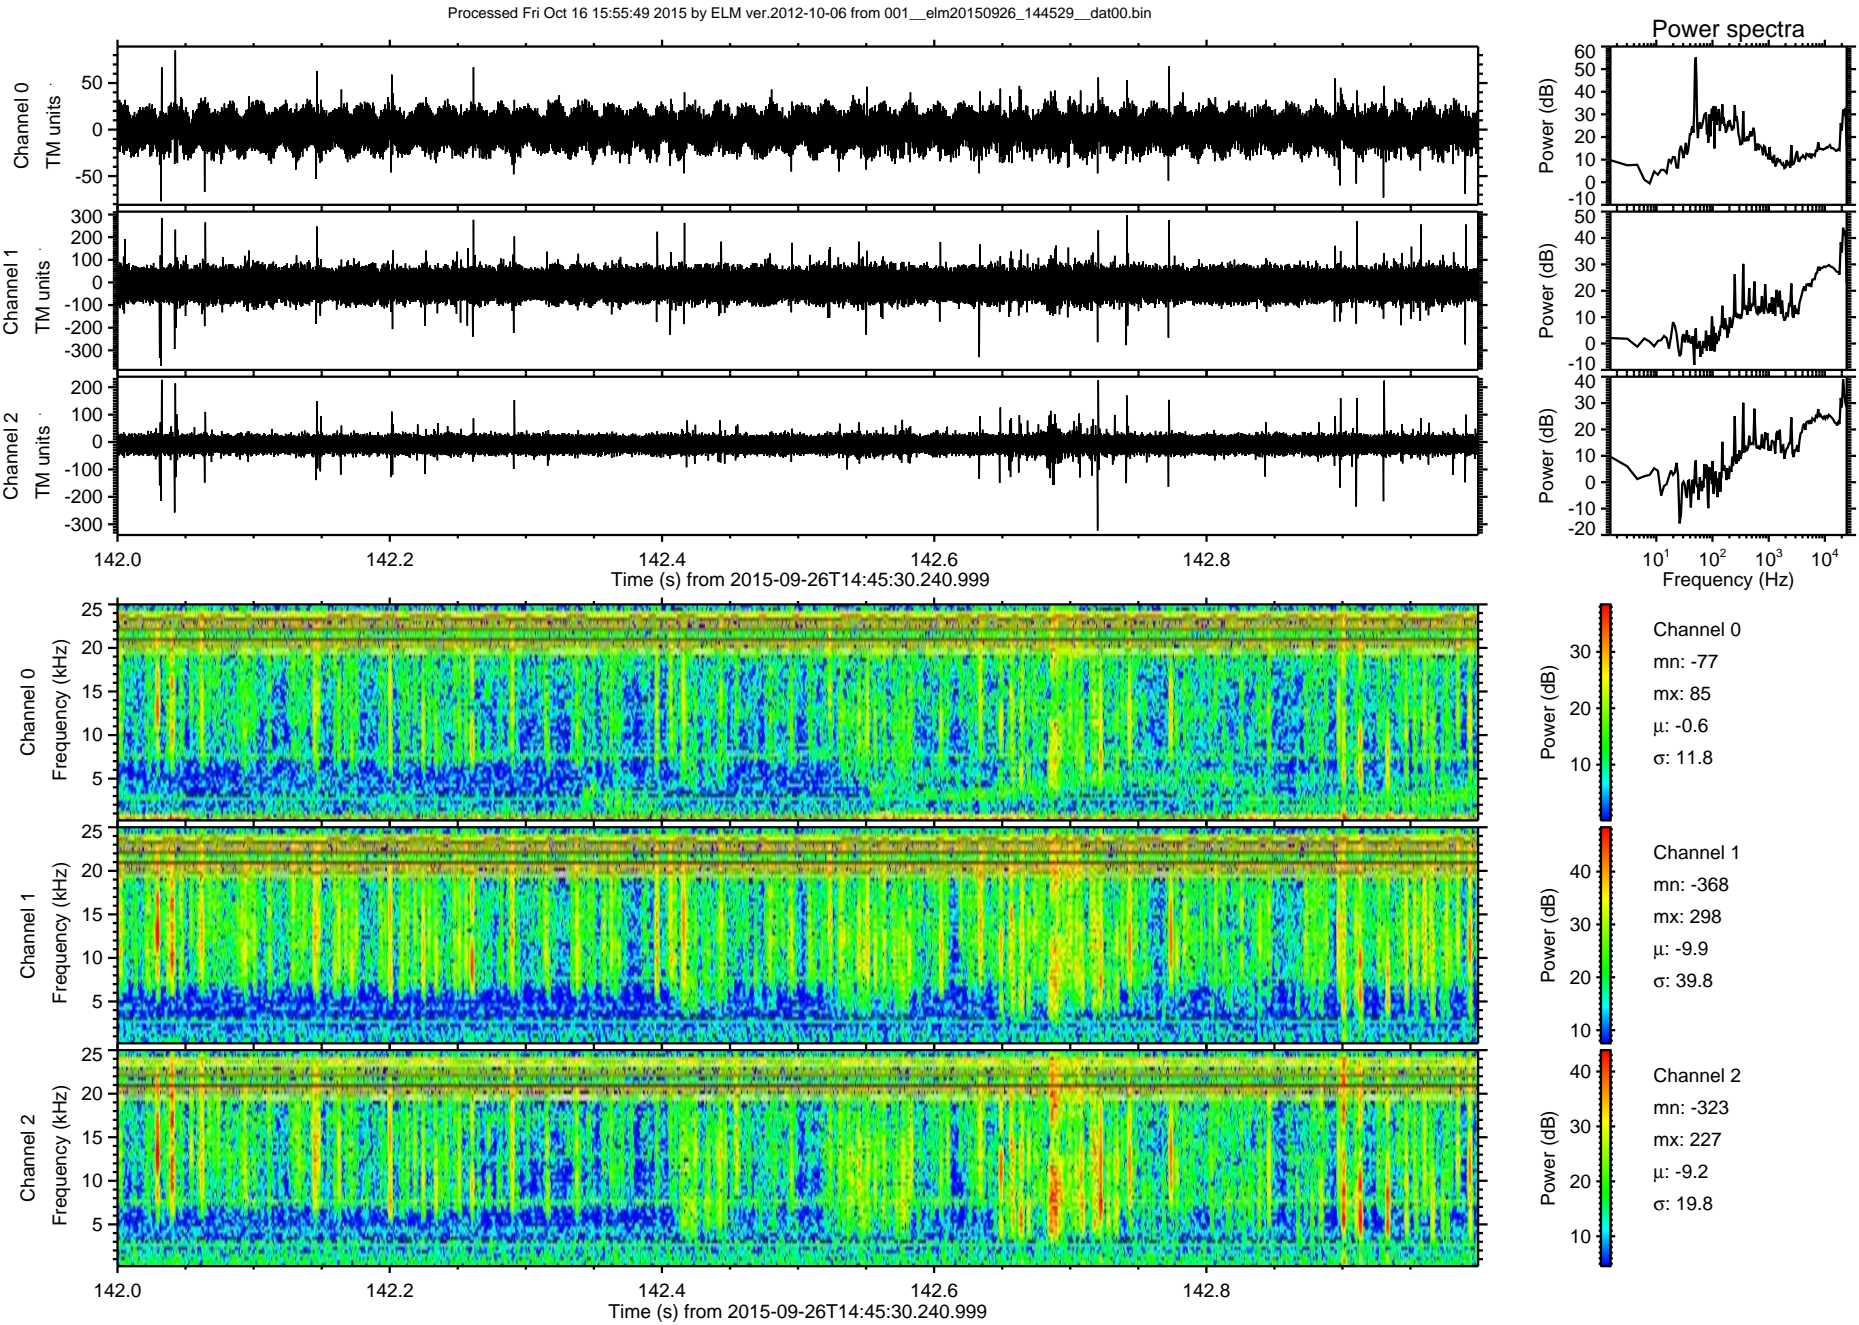 Processed Fri Oct 16 15:55:49 2015 by ELM ver.2012-10-06 from 001__elm20150926_144529__dat00.bin
Power spectra
Channel 0
TM units
50
0
-50
Power (dB)
60
50
40
30
20
10
0
-10
Channel 1
TM units
300
200
100
0
-100
-200
-300
Power (dB)
50
40
30
20
10
0
-10
Channel 2
TM units
200
100
0
-100
-200
-300
Power (dB)
40
30
20
10
0
-10
-20
142.0 142.2 142.4 142.6 142.8
Time (s) from 2015-09-26T14:45:30.240.999
10^1 10^2 10^3 10^4
Frequency (Hz)
Channel 0
Frequency (kHz)
25
20
15
10
5
Power (dB)
30
20
10
Channel 0
mn: -77
mx: 85
μ: -0.6
σ: 11.8
Channel 1
Frequency (kHz)
25
20
15
10
5
Power (dB)
40
30
20
10
Channel 1
mn: -368
mx: 298
μ: -9.9
σ: 39.8
Channel 2
Frequency (kHz)
25
20
15
10
5
Power (dB)
40
30
20
10
Channel 2
mn: -323
mx: 227
μ: -9.2
σ: 19.8
142.0 142.2 142.4 142.6 142.8
Time (s) from 2015-09-26T14:45:30.240.999